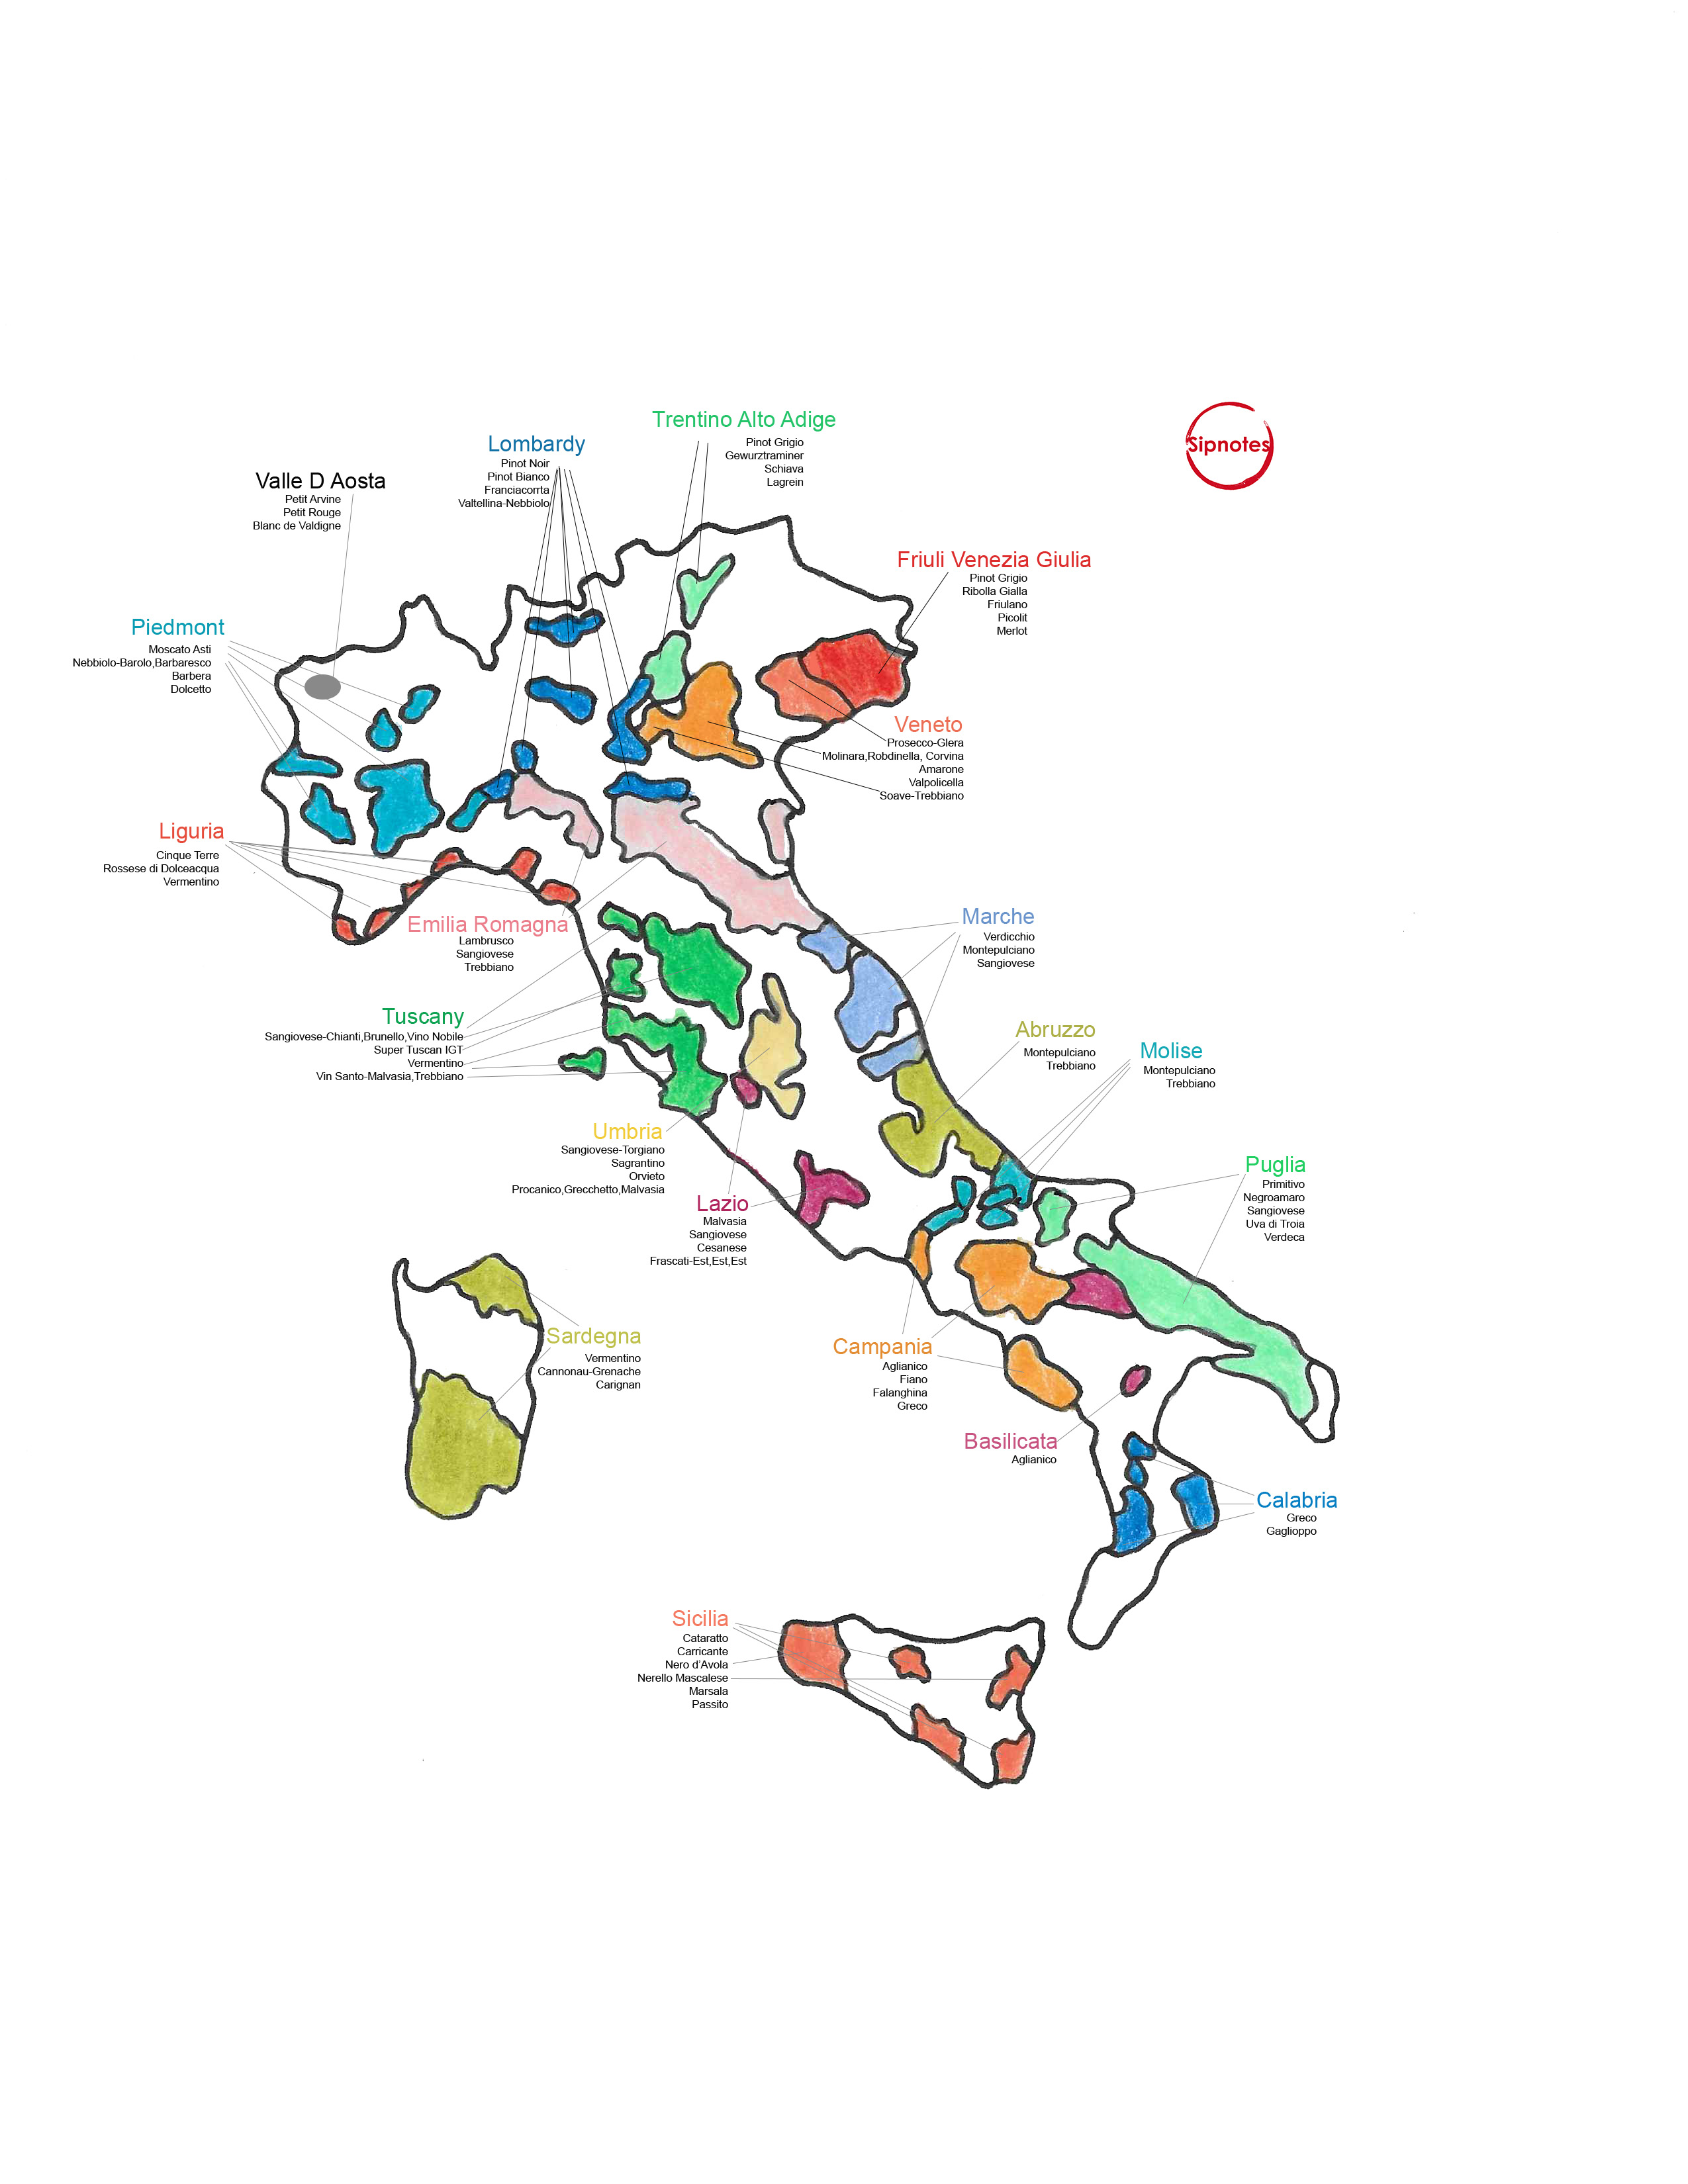 Trentino Alto Adige
Pinot Grigio
Gewurztraminer
Schiava
Lagrein
Sipnotes
Lombardy
Pinot Noir
Pinot Bianco
Franciacorrta
Valtellina-Nebbiolo
Valle D Aosta
Petit Arvine
Petit Rouge
Blanc de Valdigne
Friuli Venezia Giulia
Pinot Grigio
Ribolla Gialla
Friulano
Picolit
Merlot
Piedmont
Moscato Asti
Nebbiolo-Barolo,Barbaresco
Barbera
Dolcetto
Veneto
Prosecco-Glera
Molinara,Robdinella, Corvina
Amarone
Valpolicella
Soave-Trebbiano
Liguria
Cinque Terre
Rossese di Dolceacqua
Vermentino
Emilia Romagna
Lambrusco
Sangiovese
Trebbiano
Marche
Verdicchio
Montepulciano
Sangiovese
Tuscany
Sangiovese-Chianti,Brunello,Vino Nobile
Super Tuscan IGT
Vermentino
Vin Santo-Malvasia,Trebbiano
Abruzzo
Montepulciano
Trebbiano
Molise
Montepulciano
Trebbiano
Umbria
Sangiovese-Torgiano
Sagrantino
Orvieto
Procanico,Grecchetto,Malvasia
Puglia
Primitivo
Negroamaro
Sangiovese
Uva di Troia
Verdeca
Lazio
Malvasia
Sangiovese
Cesanese
Frascati-Est,Est,Est
Sardegna
Vermentino
Cannonau-Grenache
Carignan
Campania
Aglianico
Fiano
Falanghina
Greco
Basilicata
Aglianico
Calabria
Greco
Gaglioppo
Sicilia
Cataratto
Carricante
Nero d'Avola
Nerello Mascalese
Marsala
Passito